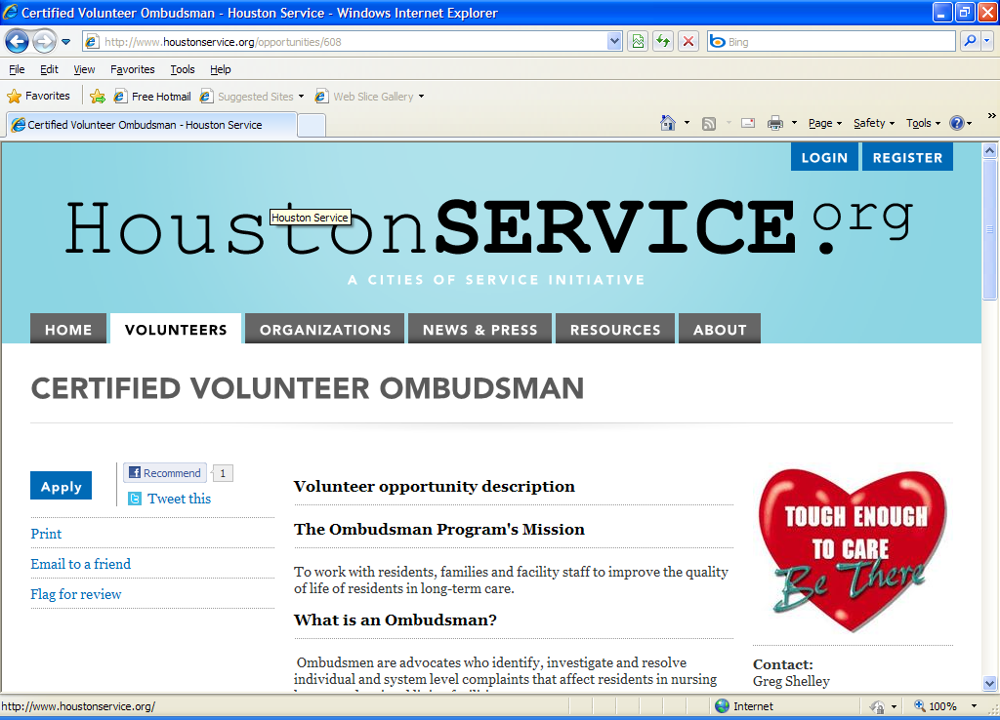 Certified Volunteer Ombudsman - Houston Service - Windows Internet Explorer
http://www.houstonservice.org/opportunities/608
Bing
File Edit View Favorites Tools Help
Favorites Free Hotmail Suggested Sites Web Slice Gallery
Certified Volunteer Ombudsman - Houston Service
Page Safety Tools
LOGIN REGISTER
HoustonSERVICE.org
Houston Service
A CITIES OF SERVICE INITIATIVE
HOME VOLUNTEERS ORGANIZATIONS NEWS & PRESS RESOURCES ABOUT
CERTIFIED VOLUNTEER OMBUDSMAN
Apply
Recommend 1
Tweet this
Print
Email to a friend
Flag for review
Volunteer opportunity description
The Ombudsman Program's Mission
To work with residents, families and facility staff to improve the quality
of life of residents in long-term care.
What is an Ombudsman?
Ombudsmen are advocates who identify, investigate and resolve
individual and system level complaints that affect residents in nursing
TOUGH ENOUGH
TO CARE
Be There
Contact:
Greg Shelley
http://www.houstonservice.org/
Internet
100%